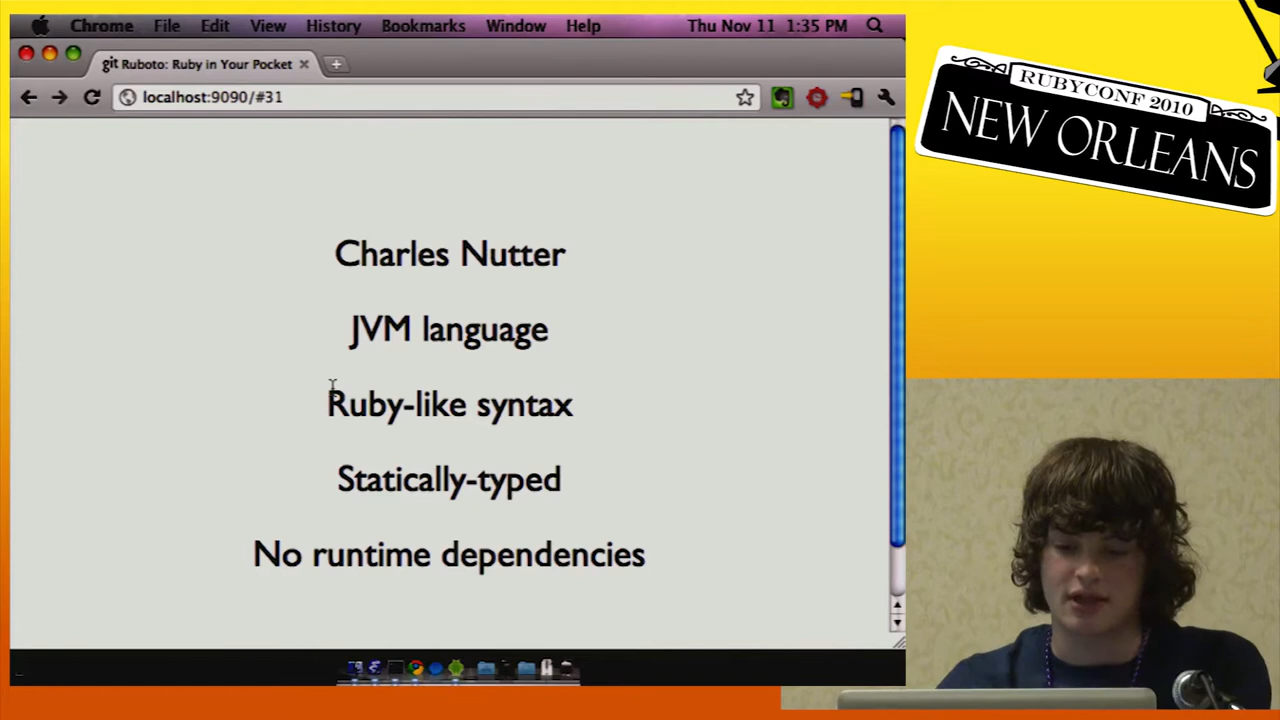 Chrome File Edit View History Bookmarks Window Help Thu Nov 11 1:35 PM
git Ruboto: Ruby in Your Pocket
localhost:9090/#31
Charles Nutter
JVM language
Ruby-like syntax
Statically-typed
No runtime dependencies
RUBYCONF 2010
NEW ORLEANS